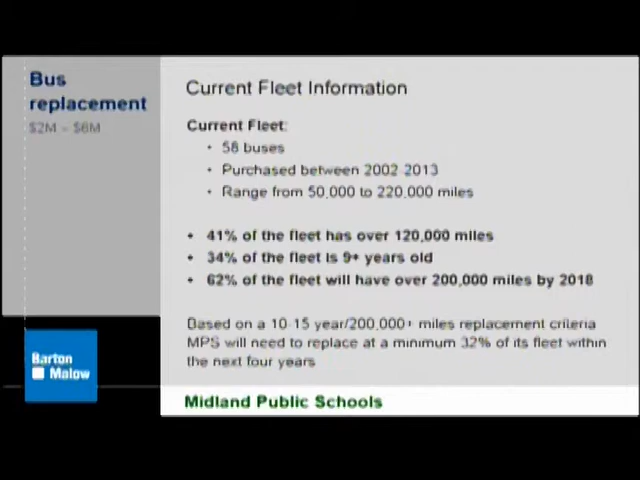 Bus
replacement
$2M - $6M
Current Fleet Information
Current Fleet:
• 58 buses
• Purchased between 2002-2013
• Range from 50,000 to 220,000 miles
• 41% of the fleet has over 120,000 miles
• 34% of the fleet is 9+ years old
• 62% of the fleet will have over 200,000 miles by 2018
Based on a 10-15 year/200,000+ miles replacement criteria
MPS will need to replace at a minimum 32% of its fleet within
the next four years
Barton
Malow
Midland Public Schools